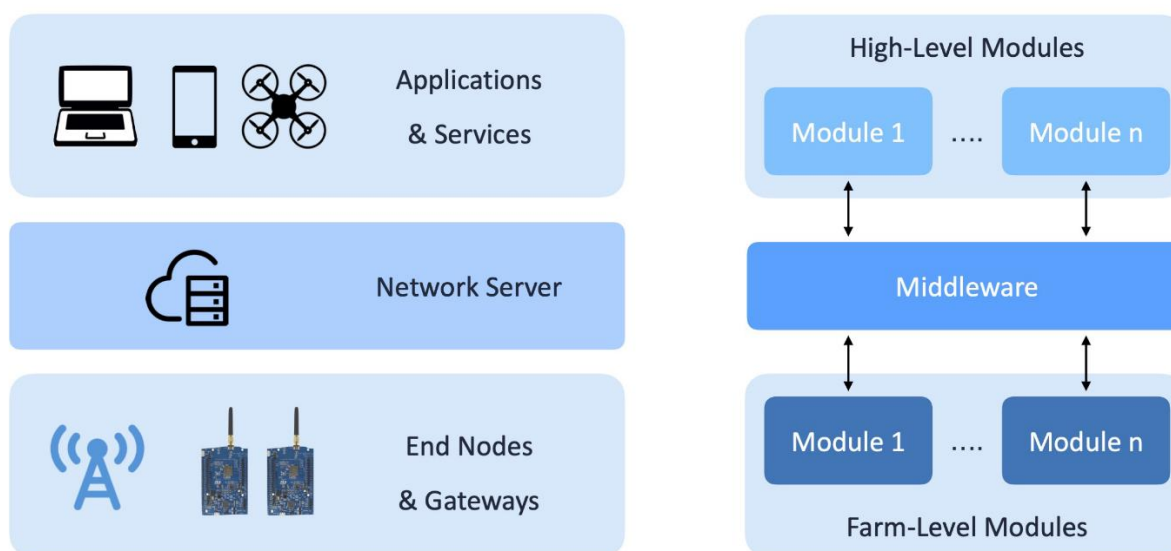 Applications
& Services
Network Server
End Nodes
& Gateways
High-Level Modules
Module 1 .... Module n
Middleware
Module 1 .... Module n
Farm-Level Modules